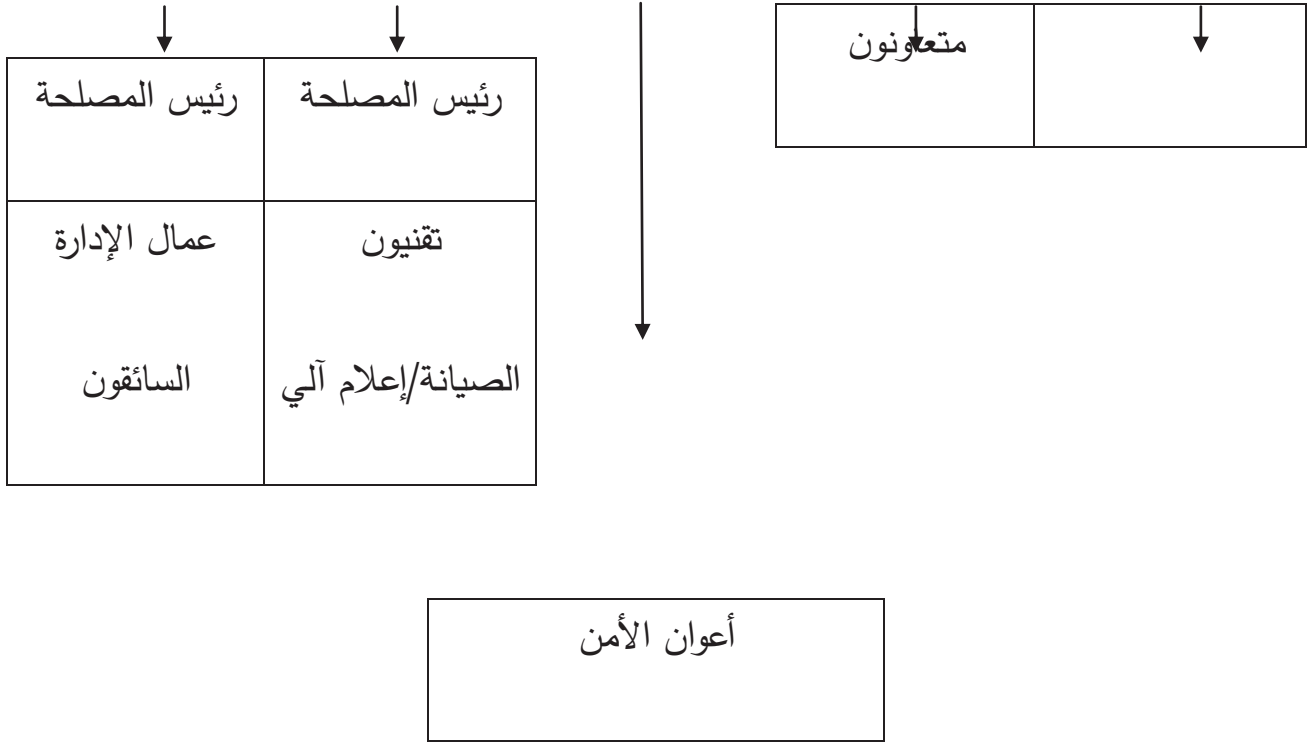 متعاونون
رئيس المصلحة
رئيس المصلحة
تقنيون
عمال الإدارة
الصيانة/إعلام آلي
السائقون
أعوان الأمن